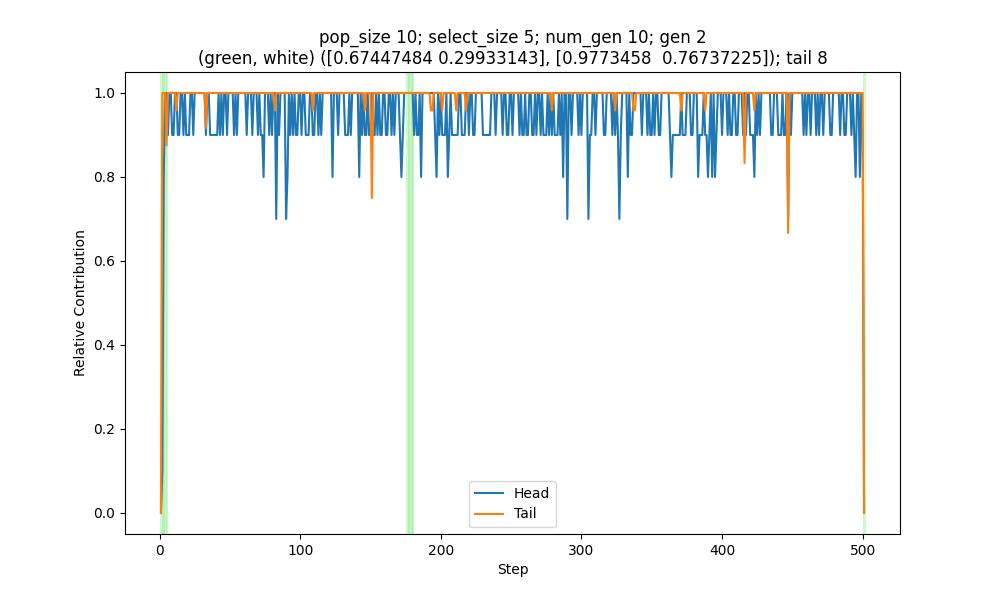 pop_size 10; select_size 5; num_gen 10; gen 2
(green, white) ([0.67447484 0.29933143], [0.9773458  0.76737225]); tail 8
1.0
0.8
0.6
0.4
0.2
0.0
Relative Contribution
Head
Tail
0
100
200
300
400
500
Step